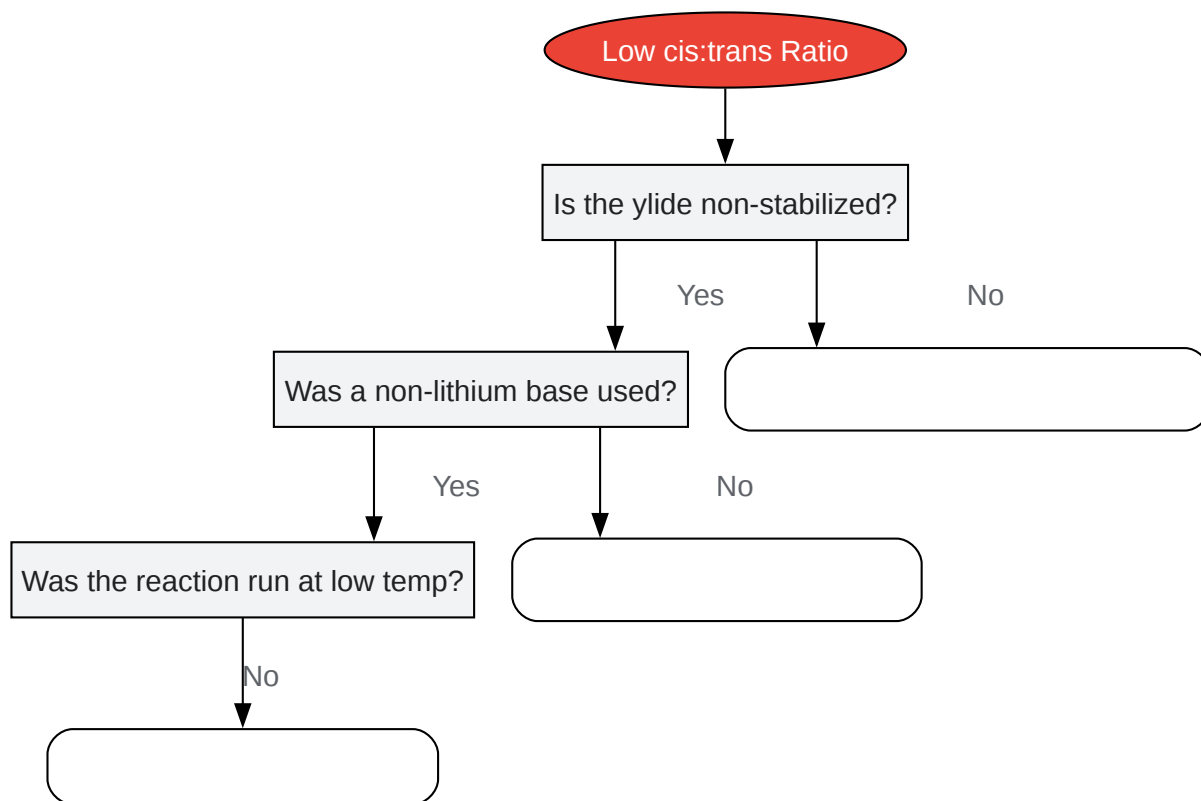 Low cis:trans Ratio
Is the ylide non-stabilized?
Yes
No
Was a non-lithium base used?
Yes
No
Was the reaction run at low temp?
No